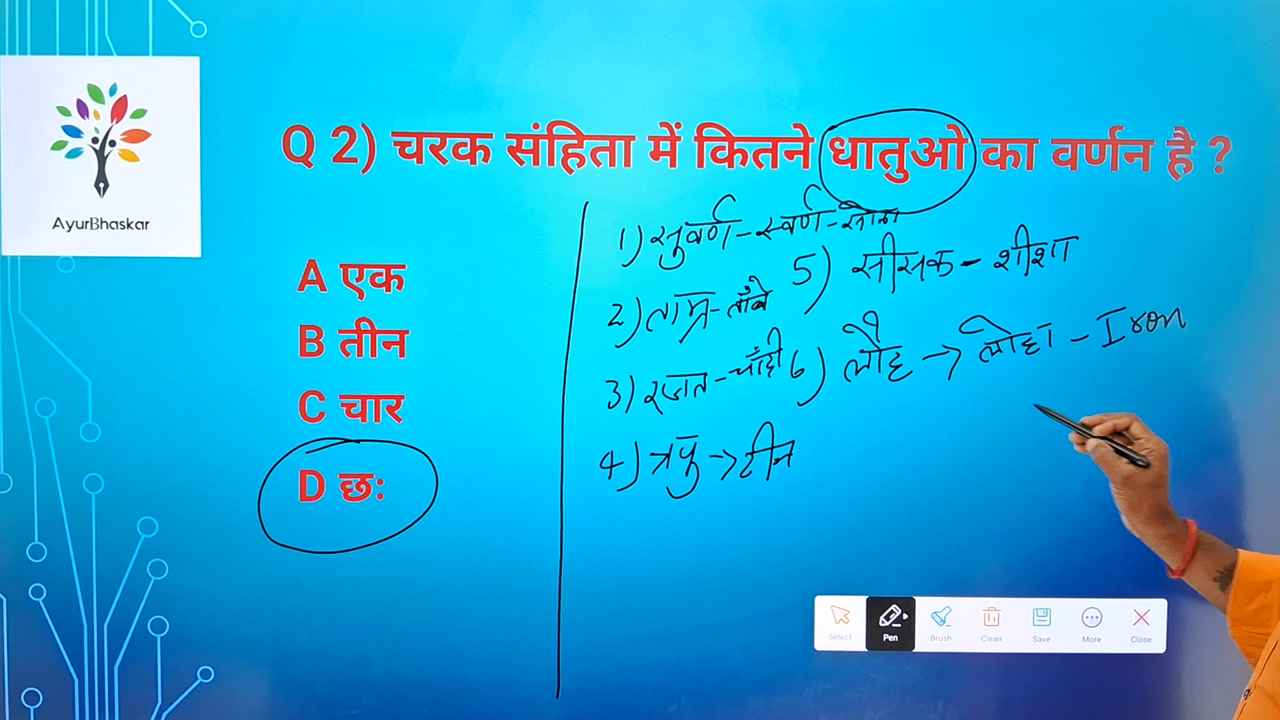 Q 2) चरक संहिता में कितने धातुओ का वर्णन है ?
AyurBhaskar
A एक
B तीन
C चार
D छः
1) सुवर्ण - स्वर्ण - सोना
2) ताम्र - ताँबे
3) रजत - चाँदी
4) त्रपु → टीन
5) सीसक - शीशा
6) लौह → लोहा - Iron
Select Pen Brush Clean Save More Close